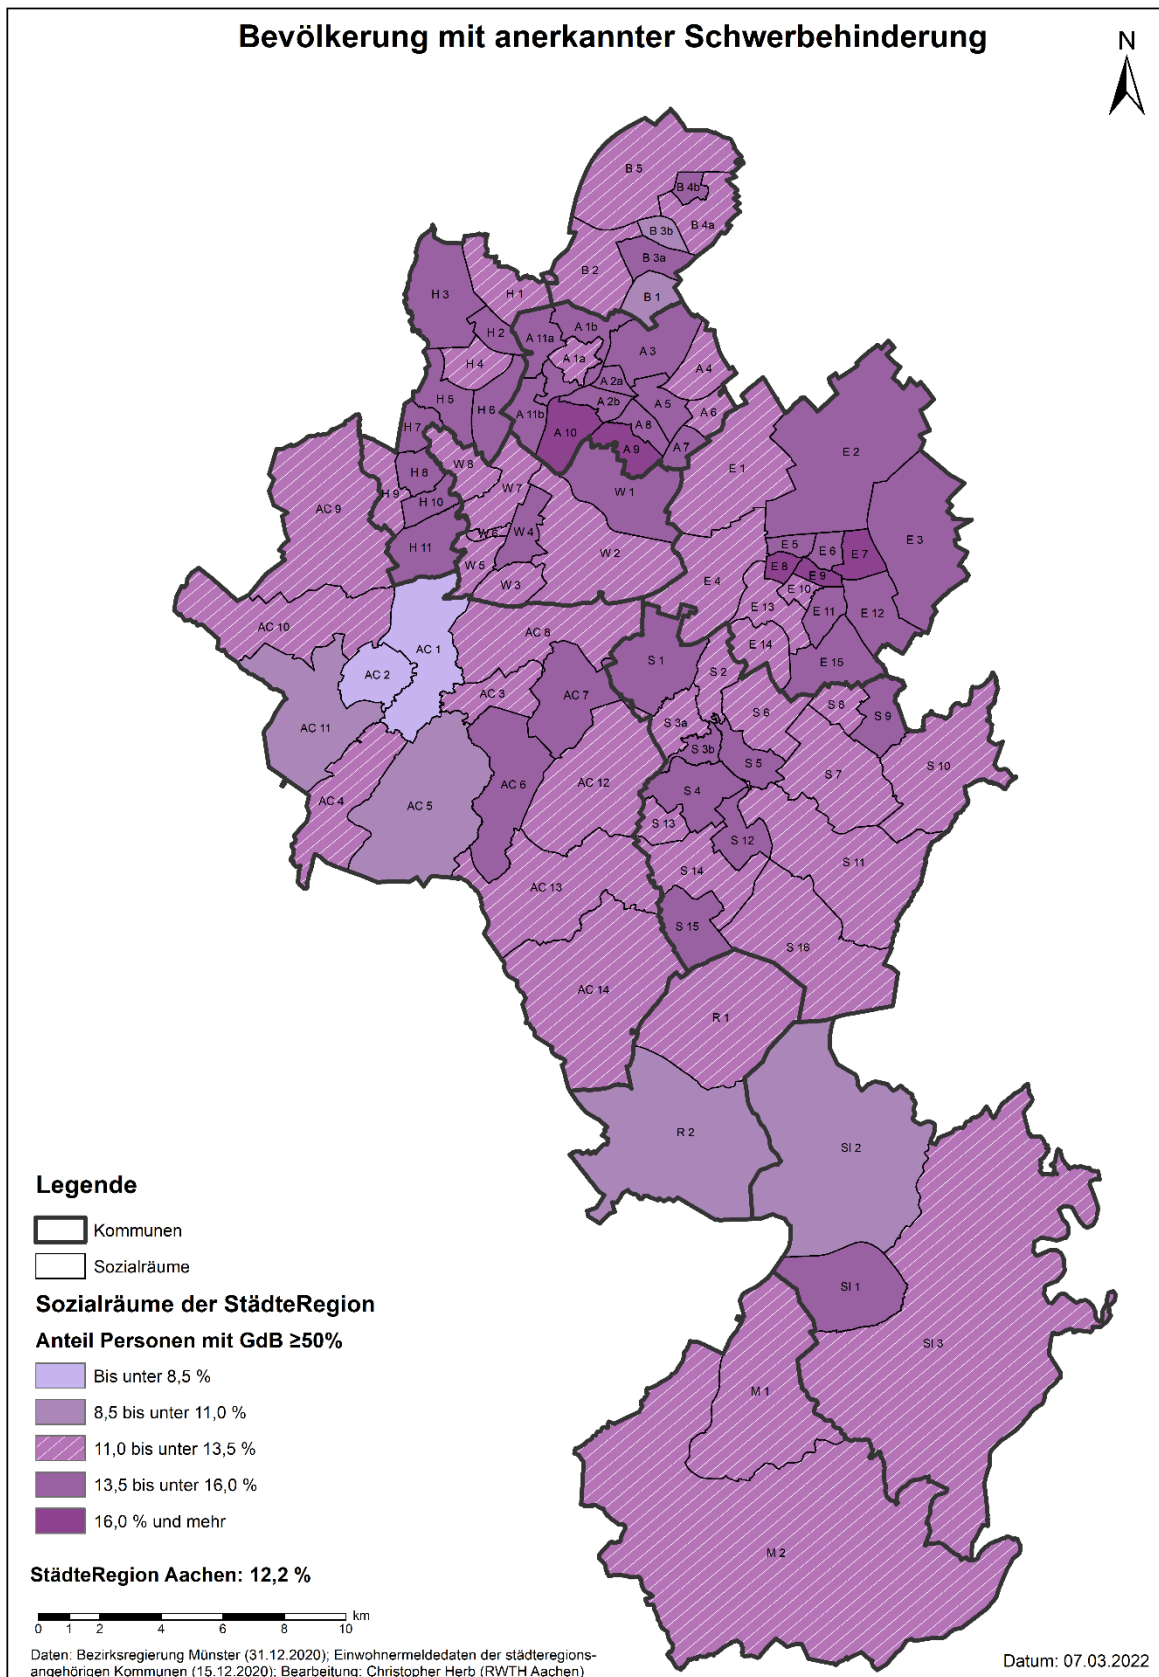 Bevölkerung mit anerkannter Schwerbehinderung
N
B 5
B 4b
B 4a
B 3b
B 3a
B 2
B 1
H 3
H 1
H 2
H 4
H 5
H 6
H 7
H 8
H 9
H 10
H 11
A 11a
A 1b
A 1a
A 3
A 2a
A 4
A 2b
A 5
A 6
A 11b
A 8
A 10
A 9
A 7
W 8
W 7
W 1
W 6
W 4
W 5
W 2
W 3
E 1
E 2
E 3
E 5
E 6
E 7
E 8
E 9
E 10
E 4
E 13
E 11
E 12
E 14
E 15
AC 9
AC 10
AC 1
AC 2
AC 8
AC 3
AC 7
AC 11
AC 4
AC 5
AC 6
AC 12
AC 13
AC 14
S 1
S 2
S 3a
S 3b
S 6
S 5
S 8
S 9
S 7
S 10
S 4
S 13
S 12
S 14
S 11
S 15
S 16
R 1
R 2
SI 2
SI 1
SI 3
M 1
M 2
Legende
Kommunen
Sozialräume
Sozialräume der StädteRegion
Anteil Personen mit GdB ≥50%
Bis unter 8,5 %
8,5 bis unter 11,0 %
11,0 bis unter 13,5 %
13,5 bis unter 16,0 %
16,0 % und mehr
StädteRegion Aachen: 12,2 %
km
0 1 2 4 6 8 10
Daten: Bezirksregierung Münster (31.12.2020); Einwohnermeldedaten der städteregions-
angehörigen Kommunen (15.12.2020); Bearbeitung: Christopher Herb (RWTH Aachen)
Datum: 07.03.2022